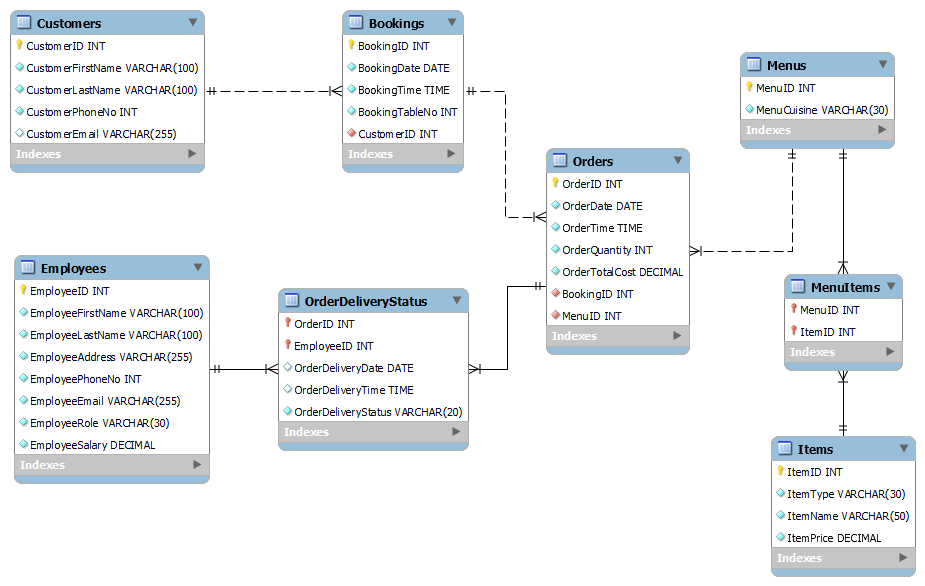 Customers
CustomerID INT
CustomerFirstName VARCHAR(100)
CustomerLastName VARCHAR(100)
CustomerPhoneNo INT
CustomerEmail VARCHAR(255)
Indexes
Bookings
BookingID INT
BookingDate DATE
BookingTime TIME
BookingTableNo INT
CustomerID INT
Indexes
Menus
MenuID INT
MenuCuisine VARCHAR(30)
Indexes
Orders
OrderID INT
OrderDate DATE
OrderTime TIME
OrderQuantity INT
OrderTotalCost DECIMAL
BookingID INT
MenuID INT
Indexes
Employees
EmployeeID INT
EmployeeFirstName VARCHAR(100)
EmployeeLastName VARCHAR(100)
EmployeeAddress VARCHAR(255)
EmployeePhoneNo INT
EmployeeEmail VARCHAR(255)
EmployeeRole VARCHAR(30)
EmployeeSalary DECIMAL
Indexes
OrderDeliveryStatus
OrderID INT
EmployeeID INT
OrderDeliveryDate DATE
OrderDeliveryTime TIME
OrderDeliveryStatus VARCHAR(20)
Indexes
MenuItems
MenuID INT
ItemID INT
Indexes
Items
ItemID INT
ItemType VARCHAR(30)
ItemName VARCHAR(50)
ItemPrice DECIMAL
Indexes